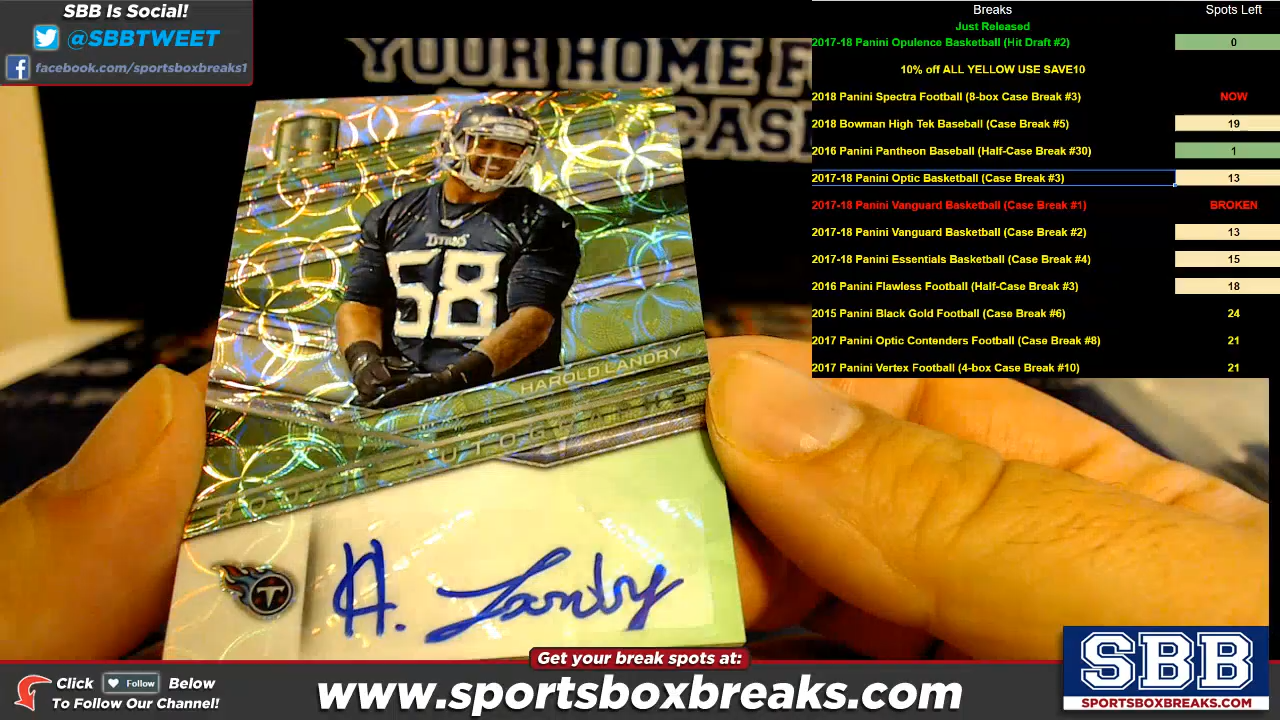 SBB Is Social!
@SBBTWEET
facebook.com/sportsboxbreaks1
YOUR HOME F
CASE
Breaks Spots Left
Just Released
2017-18 Panini Opulence Basketball (Hit Draft #2) 0
10% off ALL YELLOW USE SAVE10
2018 Panini Spectra Football (8-box Case Break #3) NOW
2018 Bowman High Tek Baseball (Case Break #5) 19
2016 Panini Pantheon Baseball (Half-Case Break #30) 1
2017-18 Panini Optic Basketball (Case Break #3) 13
2017-18 Panini Vanguard Basketball (Case Break #1) BROKEN
2017-18 Panini Vanguard Basketball (Case Break #2) 13
2017-18 Panini Essentials Basketball (Case Break #4) 15
2016 Panini Flawless Football (Half-Case Break #3) 18
2015 Panini Black Gold Football (Case Break #6) 24
2017 Panini Optic Contenders Football (Case Break #8) 21
2017 Panini Vertex Football (4-box Case Break #10) 21
TITANS
58
HAROLD LANDRY
AUTOGRAPHS
T
H. Landry
Get your break spots at:
Click Follow Below
To Follow Our Channel!
www.sportsboxbreaks.com
SBB
SPORTSBOXBREAKS.COM